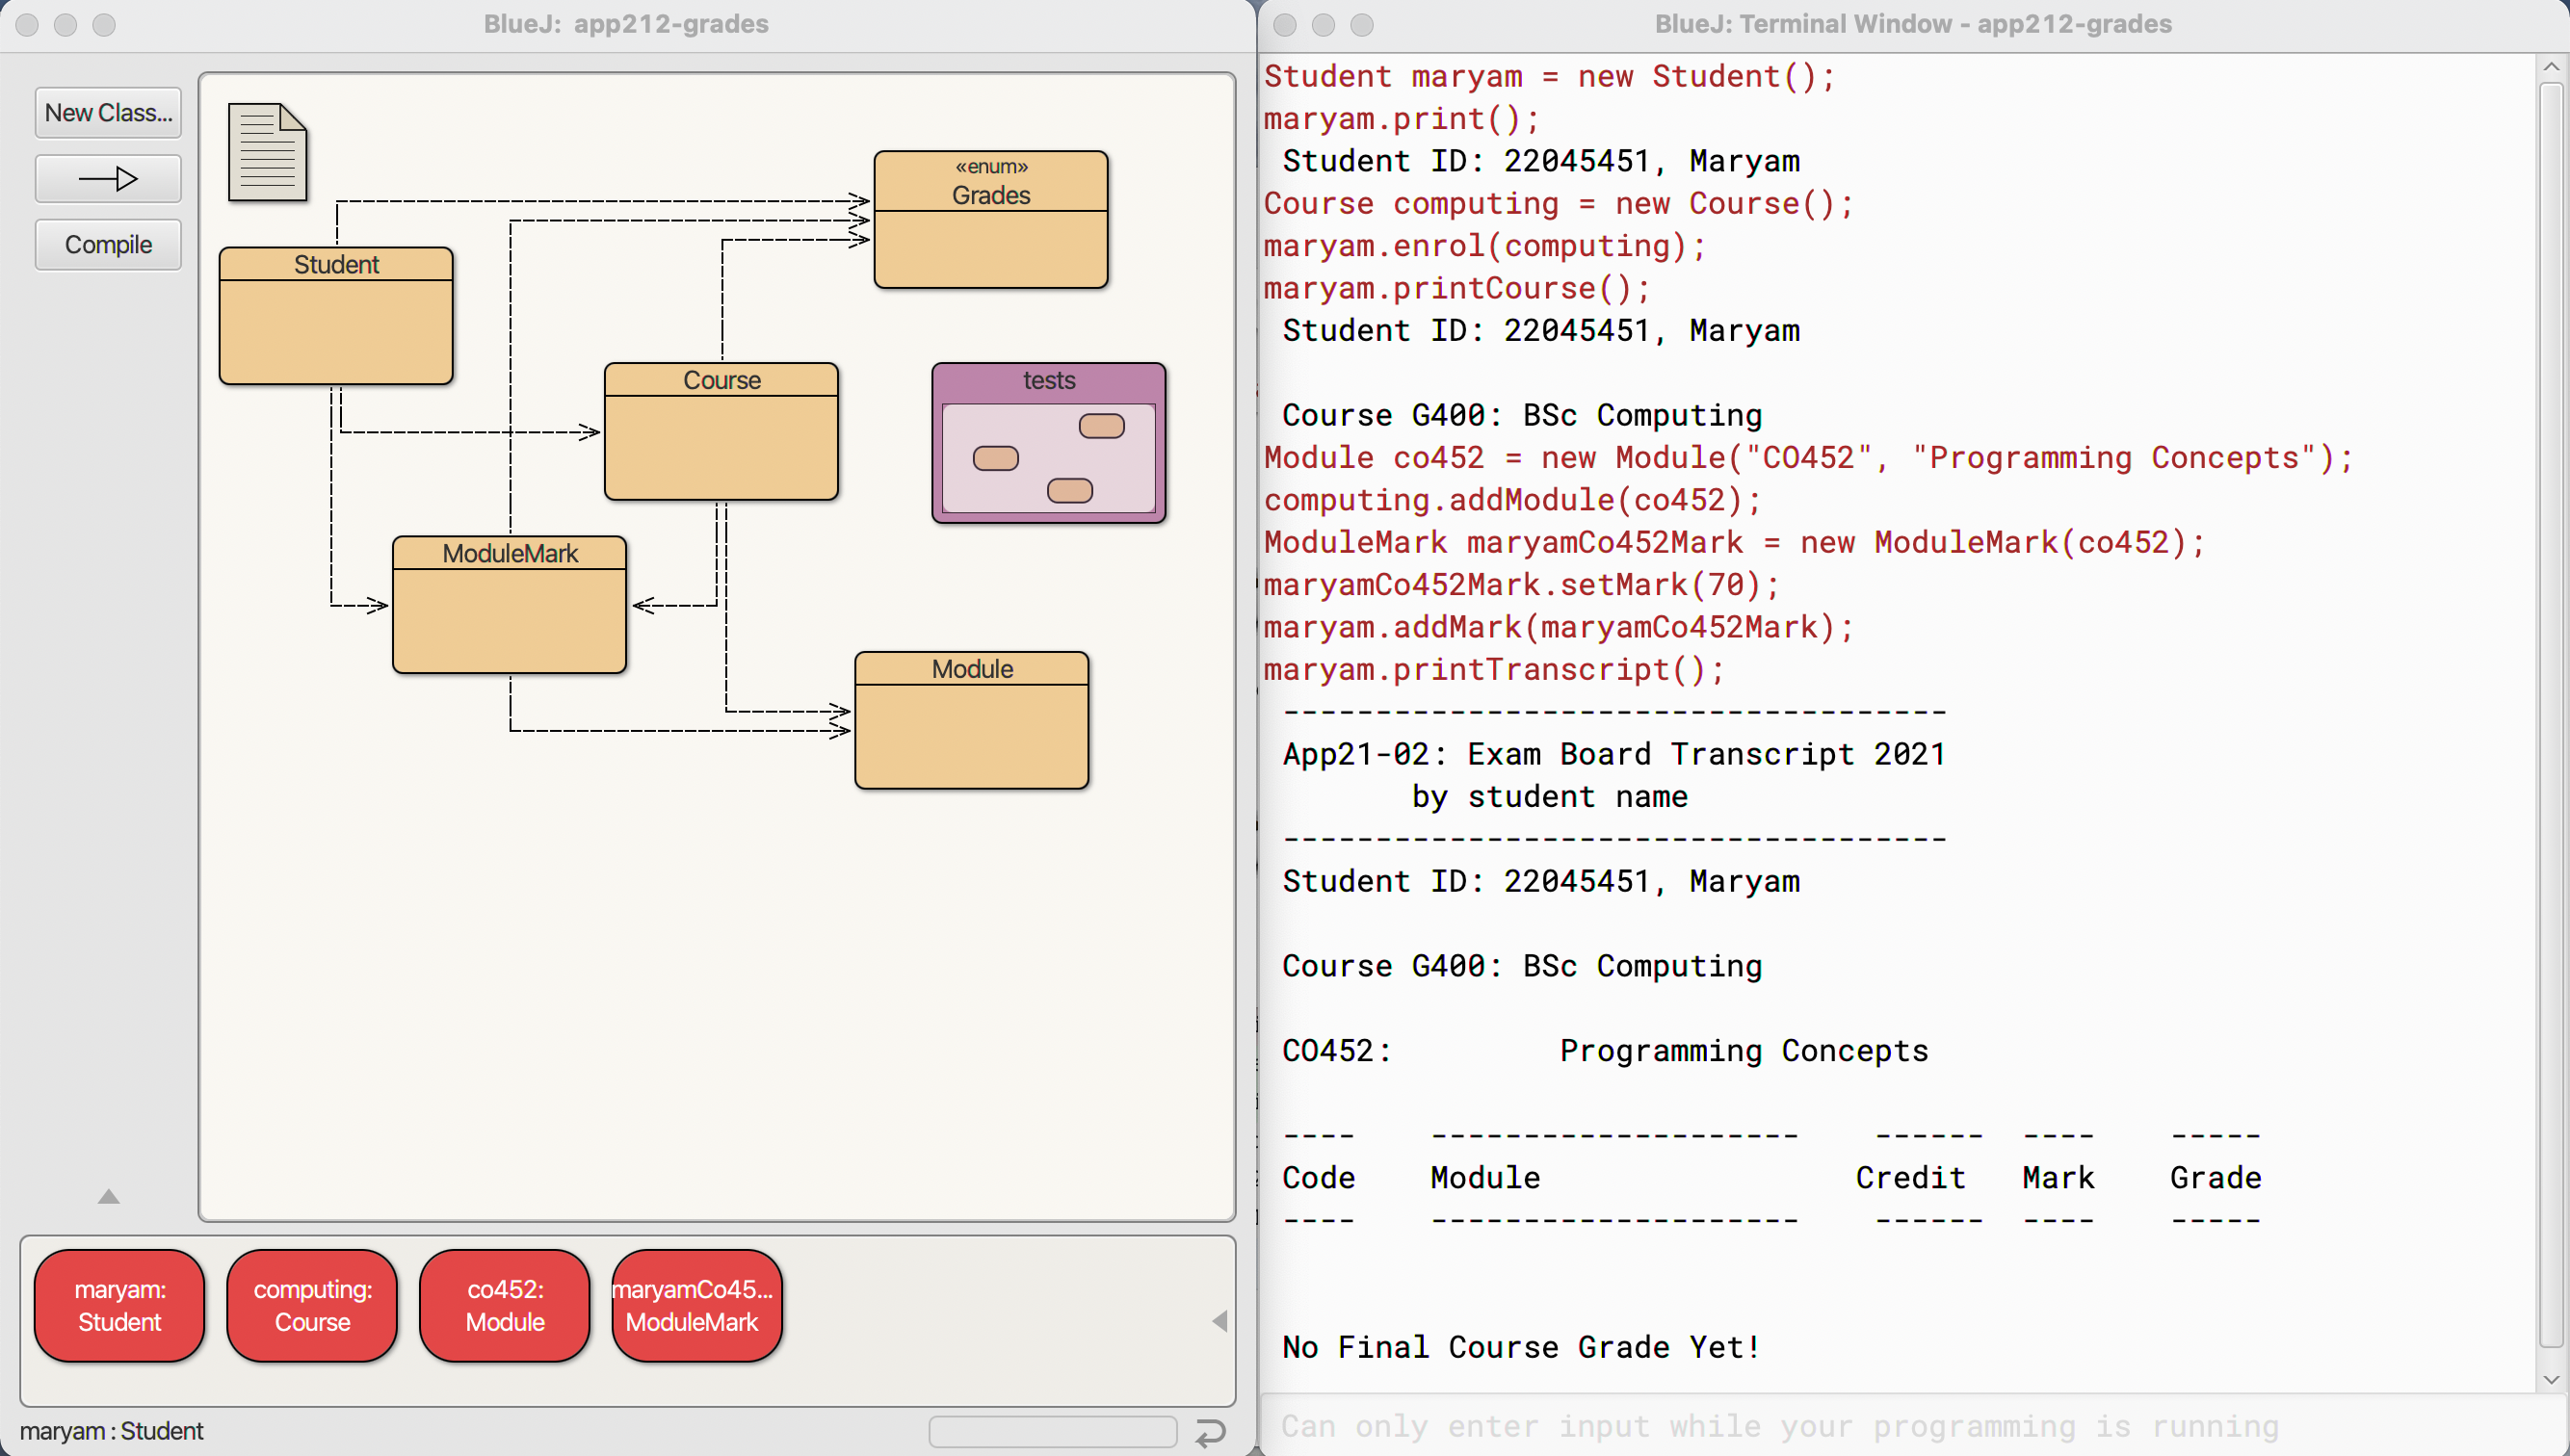 BlueJ: app212-grades
New Class...
Compile
«enum»
Grades
Student
Course
tests
ModuleMark
Module
maryam:
Student
computing:
Course
co452:
Module
maryamCo45...
ModuleMark
maryam : Student
BlueJ: Terminal Window - app212-grades
Student maryam = new Student();
maryam.print();
Student ID: 22045451, Maryam
Course computing = new Course();
maryam.enrol(computing);
maryam.printCourse();
Student ID: 22045451, Maryam
Course G400: BSc Computing
Module co452 = new Module("CO452", "Programming Concepts");
computing.addModule(co452);
ModuleMark maryamCo452Mark = new ModuleMark(co452);
maryamCo452Mark.setMark(70);
maryam.addMark(maryamCo452Mark);
maryam.printTranscript();
------------------------------------
App21-02: Exam Board Transcript 2021
by student name
------------------------------------
Student ID: 22045451, Maryam
Course G400: BSc Computing
CO452: Programming Concepts
---- -------------------- ------ ---- -----
Code Module Credit Mark Grade
---- -------------------- ------ ---- -----
No Final Course Grade Yet!
Can only enter input while your programming is running